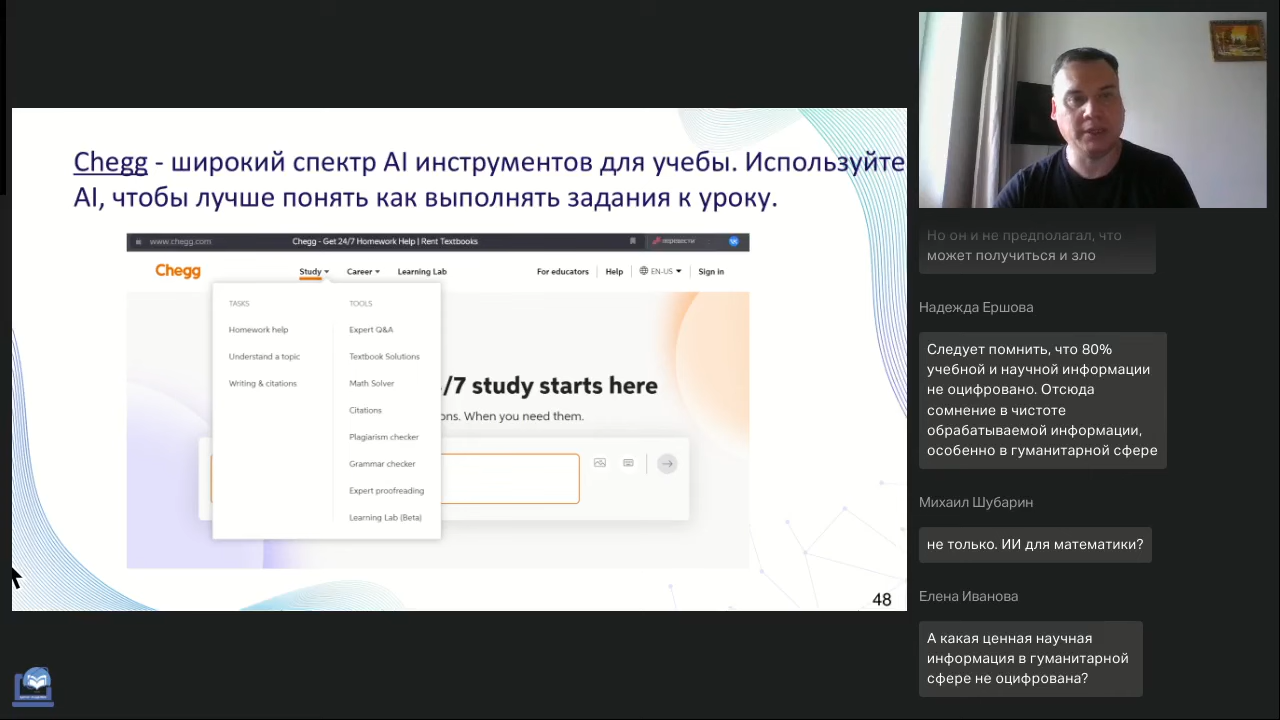 Chegg - широкий спектр AI инструментов для учебы. Используйте
AI, чтобы лучше понять как выполнять задания к уроку.
www.chegg.com
Chegg - Get 24/7 Homework Help | Rent Textbooks
перевести
Chegg
Study
Career
Learning Lab
For educators
Help
EN-US
Sign in
TASKS
Homework help
Understand a topic
Writing & citations
TOOLS
Expert Q&A
Textbook Solutions
Math Solver
Citations
Plagiarism checker
Grammar checker
Expert proofreading
Learning Lab (Beta)
/7 study starts here
ons. When you need them.
48
Но он и не предполагал, что
может получиться и зло
Надежда Ершова
Следует помнить, что 80%
учебной и научной информации
не оцифровано. Отсюда
сомнение в чистоте
обрабатываемой информации,
особенно в гуманитарной сфере
Михаил Шубарин
не только. ИИ для математики?
Елена Иванова
А какая ценная научная
информация в гуманитарной
сфере не оцифрована?